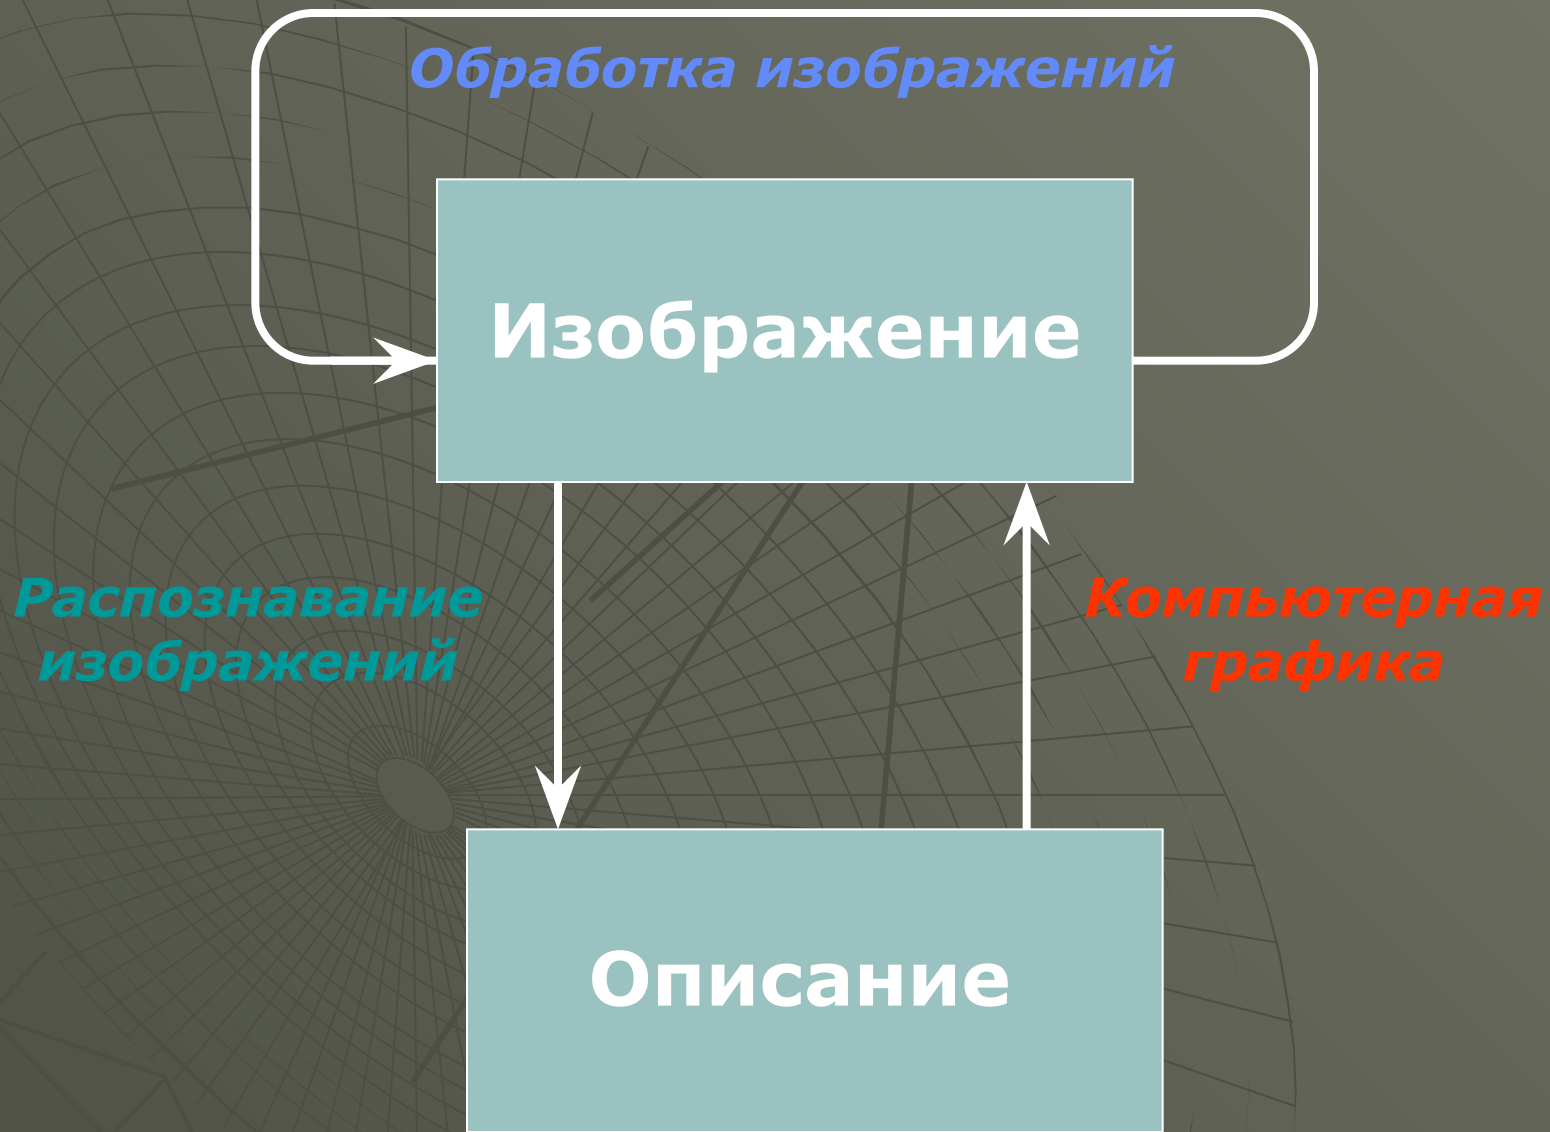 Обработка изображений
Изображение
Распознавание
изображений
Компьютерная
графика
Описание